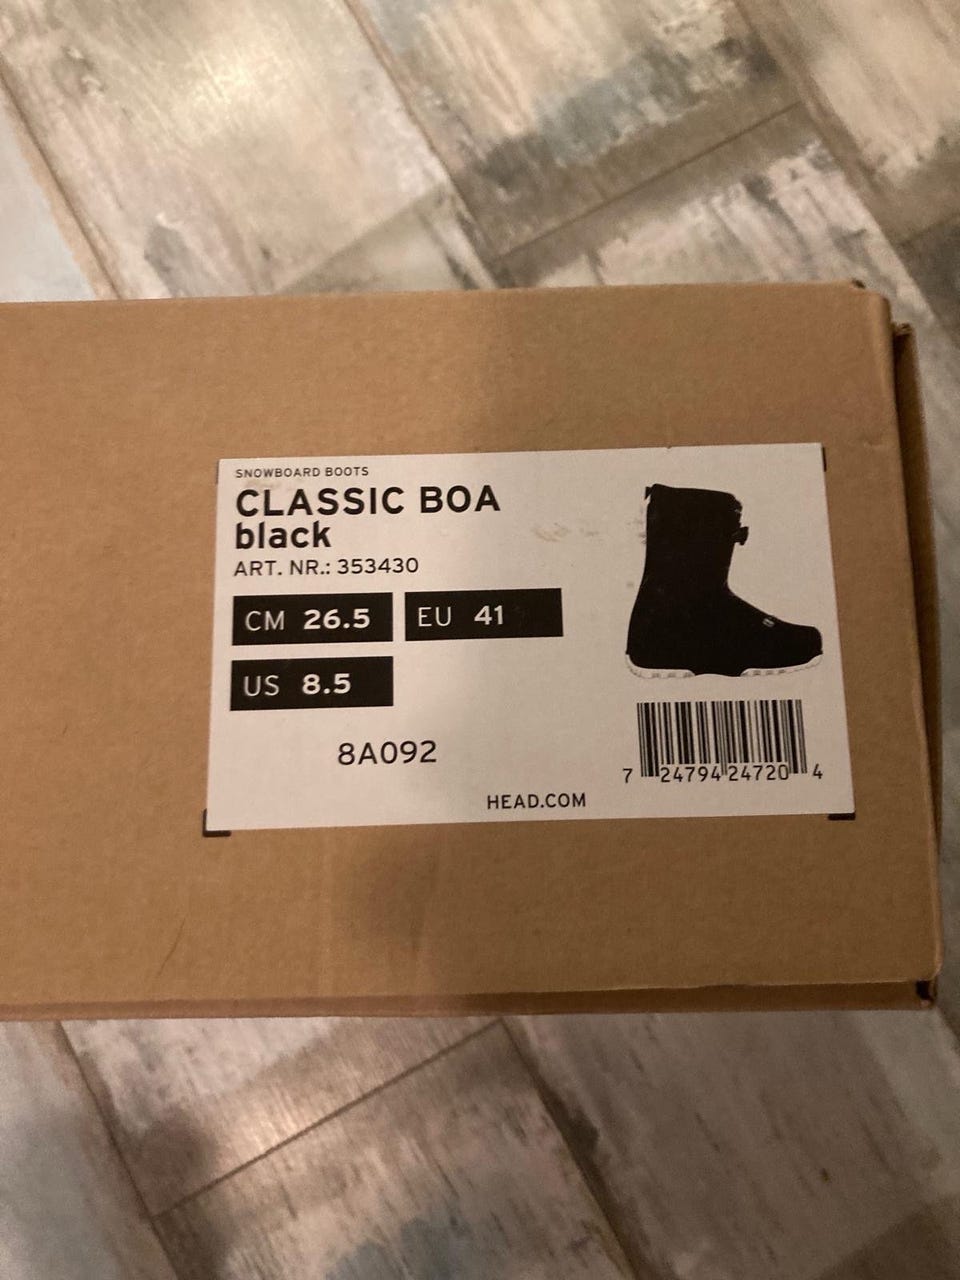 SNOWBOARD BOOTS
CLASSIC BOA
black
ART. NR.: 353430
CM 26.5 EU 41
US 8.5
8A092
7 24794 24720 4
HEAD.COM